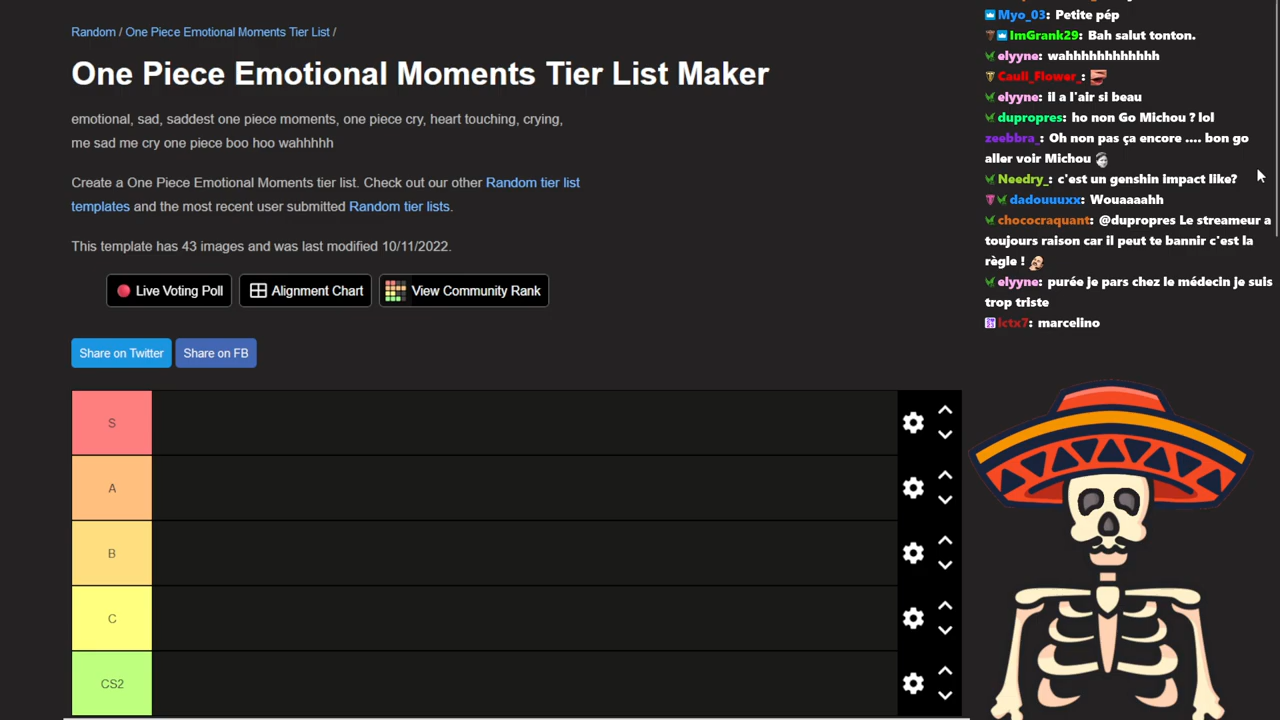 Random / One Piece Emotional Moments Tier List /
One Piece Emotional Moments Tier List Maker
emotional, sad, saddest one piece moments, one piece cry, heart touching, crying,
me sad me cry one piece boo hoo wahhhhh
Create a One Piece Emotional Moments tier list. Check out our other Random tier list
templates and the most recent user submitted Random tier lists.
This template has 43 images and was last modified 10/11/2022.
Live Voting Poll
Alignment Chart
View Community Rank
Share on Twitter
Share on FB
S
A
B
C
CS2
Myo_03: Petite pép
ImGrank29: Bah salut tonton.
elyyne: wahhhhhhhhhhhh
Caull_Flower_:
elyyne: il a l'air si beau
dupropres: ho non Go Michou ? lol
zeebbra_: Oh non pas ça encore .... bon go
aller voir Michou
Needry_: c'est un genshin impact like?
dadouuuxx: Wouaaaahh
chococraquant: @dupropres Le streameur a
toujours raison car il peut te bannir c'est la
règle !
elyyne: purée je pars chez le médecin je suis
trop triste
lctx7: marcelino